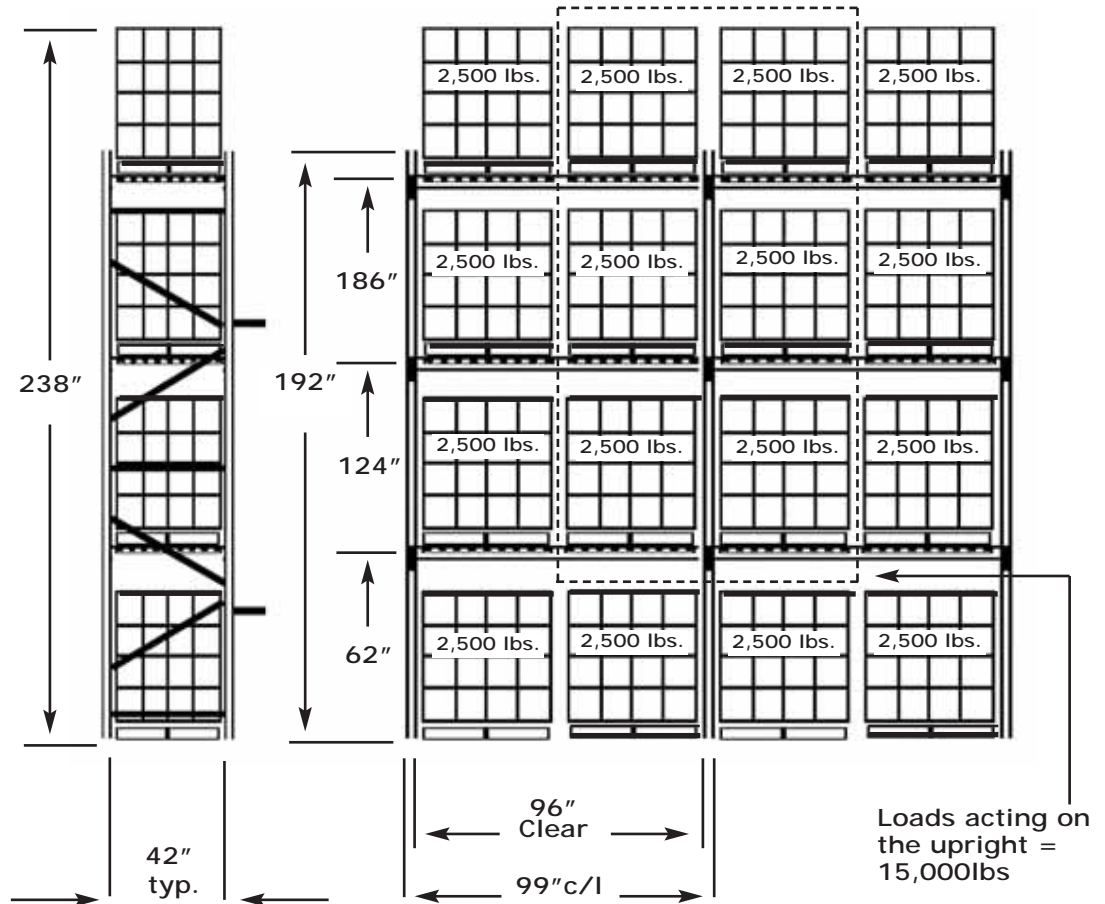 2,500 lbs. 2,500 lbs. 2,500 lbs. 2,500 lbs.
2,500 lbs. 2,500 lbs. 2,500 lbs. 2,500 lbs.
186"
238"
192"
124"
2,500 lbs. 2,500 lbs. 2,500 lbs. 2,500 lbs.
2,500 lbs. 2,500 lbs. 2,500 lbs. 2,500 lbs.
62"
96"
Clear
42"
typ.
99"c/l
Loads acting on
the upright =
15,000lbs